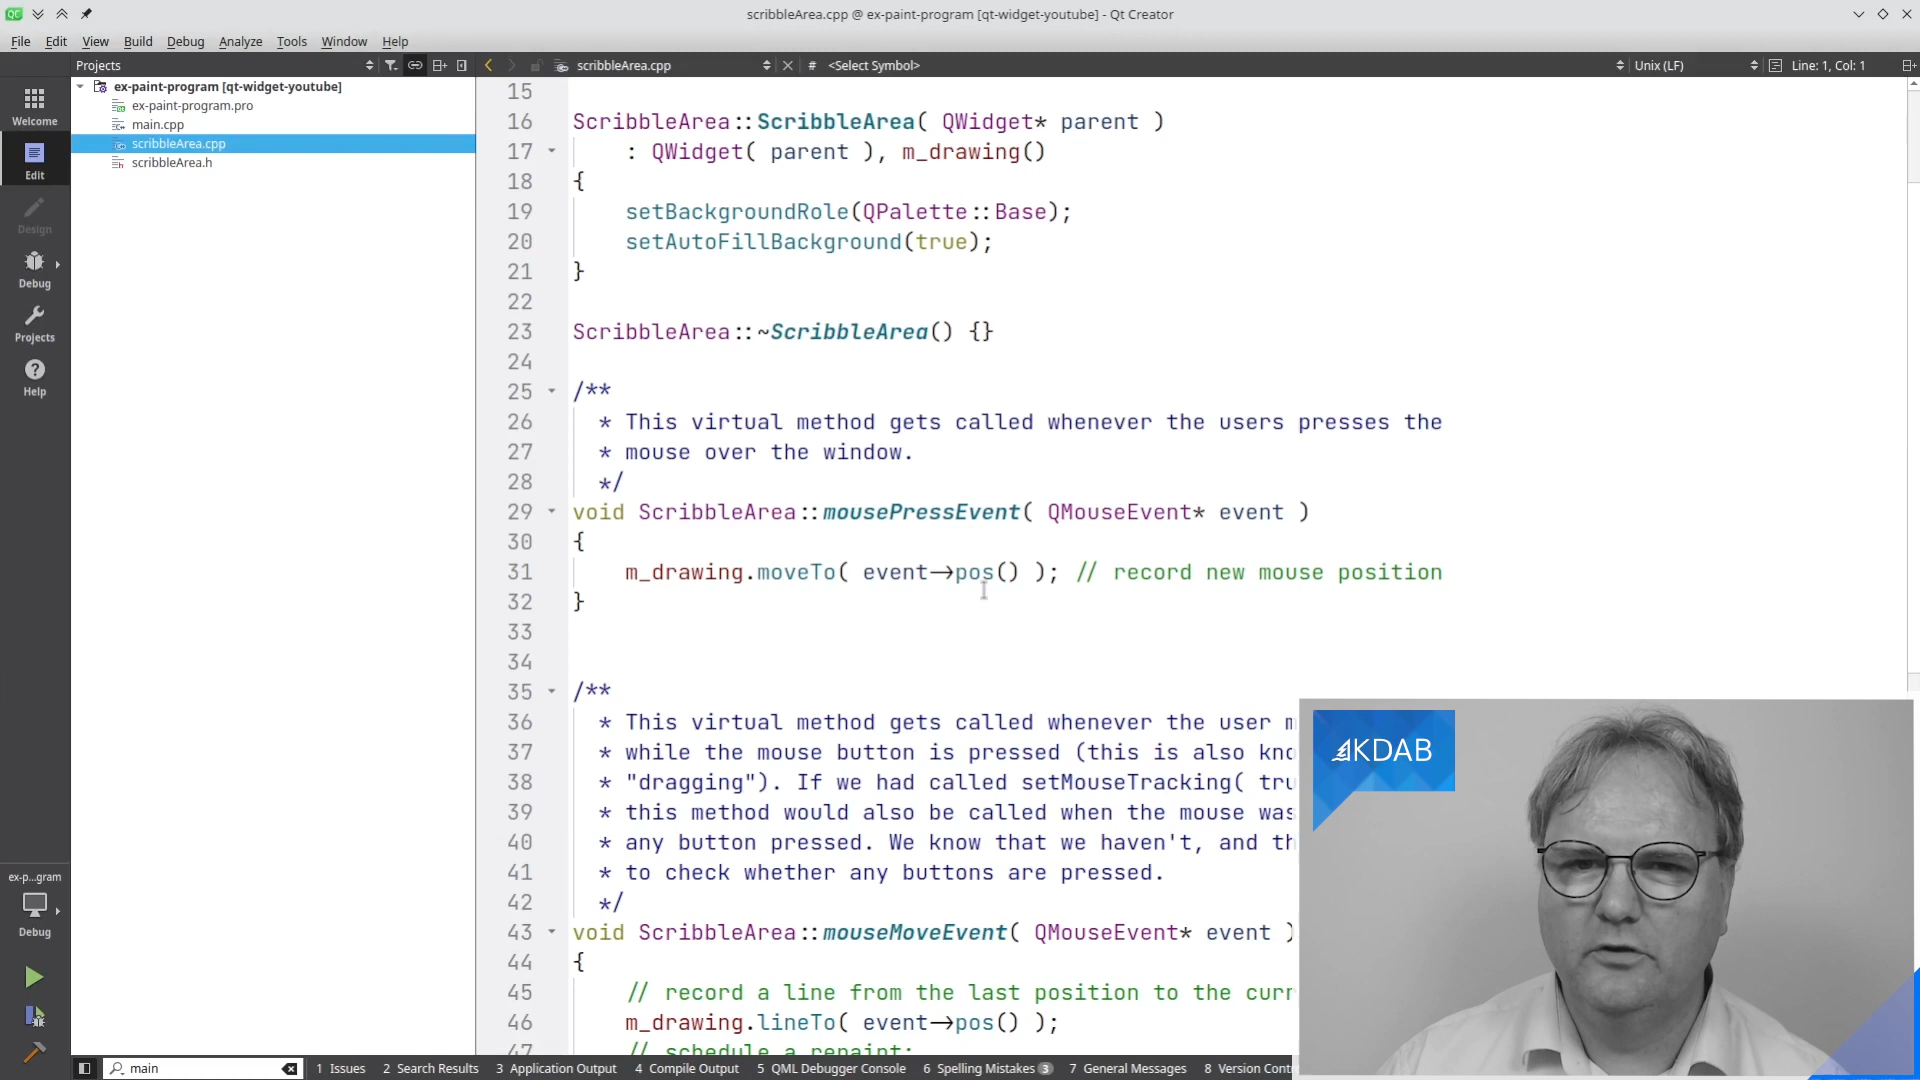 scribbleArea.cpp @ ex-paint-program [qt-widget-youtube] - Qt Creator
File Edit View Build Debug Analyze Tools Window Help
Projects scribbleArea.cpp # <Select Symbol> Unix (LF) Line: 1, Col: 1
ex-paint-program [qt-widget-youtube]
ex-paint-program.pro
main.cpp
scribbleArea.cpp
scribbleArea.h
Welcome
Edit
Design
Debug
Projects
Help
ex-p...gram
Debug
15
16 ScribbleArea::ScribbleArea( QWidget* parent )
17 : QWidget( parent ), m_drawing()
18 {
19 setBackgroundRole(QPalette::Base);
20 setAutoFillBackground(true);
21 }
22
23 ScribbleArea::~ScribbleArea() {}
24
25 /**
26 * This virtual method gets called whenever the users presses the
27 * mouse over the window.
28 */
29 void ScribbleArea::mousePressEvent( QMouseEvent* event )
30 {
31 m_drawing.moveTo( event->pos() ); // record new mouse position
32 }
33
34
35 /**
36 * This virtual method gets called whenever the user m
37 * while the mouse button is pressed (this is also kno
38 * "dragging"). If we had called setMouseTracking( tru
39 * this method would also be called when the mouse was
40 * any button pressed. We know that we haven't, and th
41 * to check whether any buttons are pressed.
42 */
43 void ScribbleArea::mouseMoveEvent( QMouseEvent* event )
44 {
45 // record a line from the last position to the curr
46 m_drawing.lineTo( event->pos() );
47 // schedule a repaint:
KDAB
main 1 Issues 2 Search Results 3 Application Output 4 Compile Output 5 QML Debugger Console 6 Spelling Mistakes 3 7 General Messages 8 Version Contr